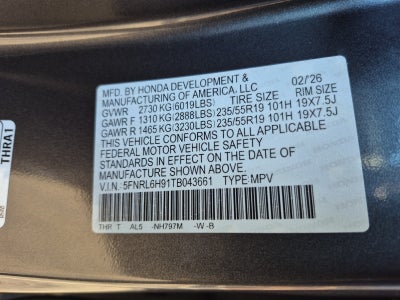 MFD. BY HONDA DEVELOPMENT &
MANUFACTURING OF AMERICA, LLC 02/'26
GVWR 2730 KG (6019LBS) TIRE SIZE RIM SIZE
GAWR F 1310 KG (2888LBS) 235/55R19 101H 19X7.5J
GAWR R 1465 KG (3230LBS) 235/55R19 101H 19X7.5J
THIS VEHICLE CONFORMS TO ALL APPLICABLE
FEDERAL MOTOR VEHICLE SAFETY
STANDARDS IN EFFECT ON THE DATE OF
MANUFACTURE SHOWN ABOVE.
V.I.N.: 5FNRL6H91TB043661 TYPE:MPV
THR T AL5 -NH797M -W -B
THRA1